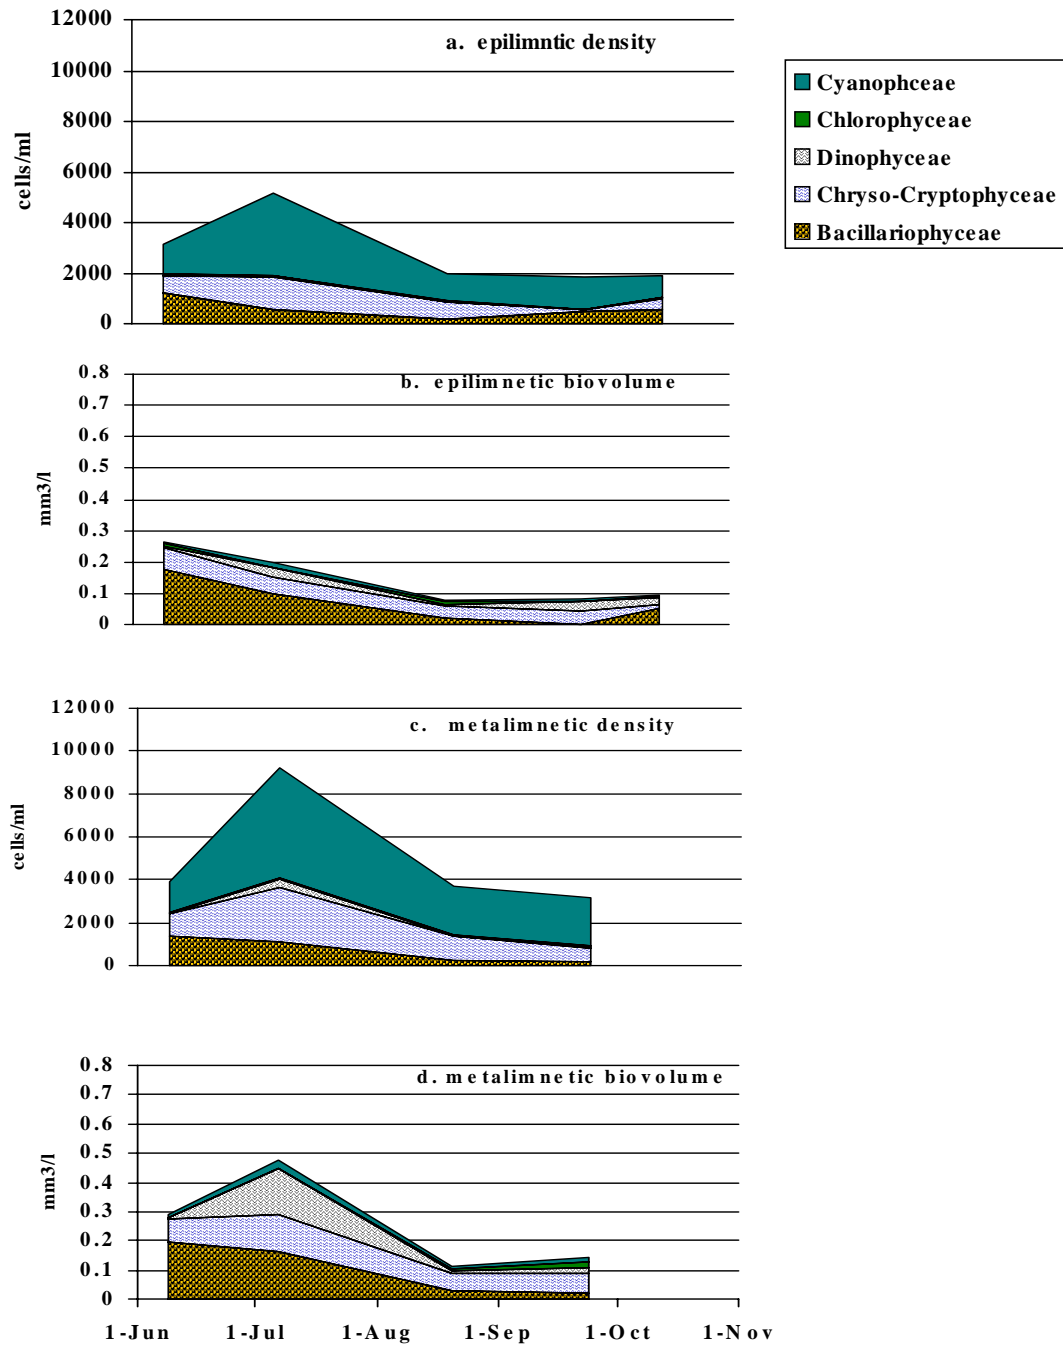 12000
a. epilimntic density
10000
8000
6000
4000
2000
0
cells/ml
Cyanophceae
Chlorophyceae
Dinophyceae
Chryso-Cryptophyceae
Bacillariophyceae
0.8
b. epilimnetic biovolume
0.7
0.6
0.5
0.4
0.3
0.2
0.1
0
mm3/l
12000
c. metalimnetic density
10000
8000
6000
4000
2000
0
cells/ml
0.8
d. metalimnetic biovolume
0.7
0.6
0.5
0.4
0.3
0.2
0.1
0
mm3/l
1-Jun 1-Jul 1-Aug 1-Sep 1-Oct 1-Nov